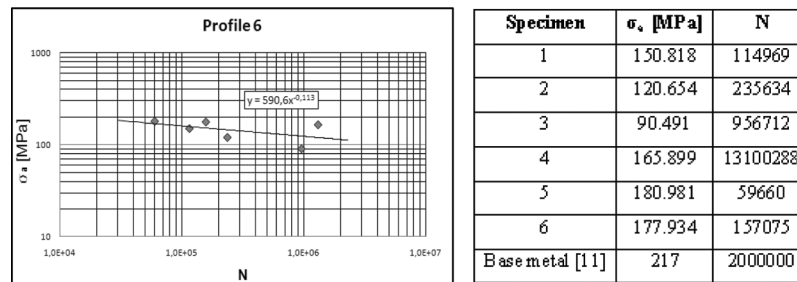 Profile 6
1000
100
10
σa [MPa]
y = 590,6x^-0,113
1,0E+04 1,0E+05 1,0E+06 1,0E+07
N
Specimen σa [MPa] N
1 150.818 114969
2 120.654 235634
3 90.491 956712
4 165.899 13100288
5 180.981 59660
6 177.934 157075
Base metal [11] 217 2000000